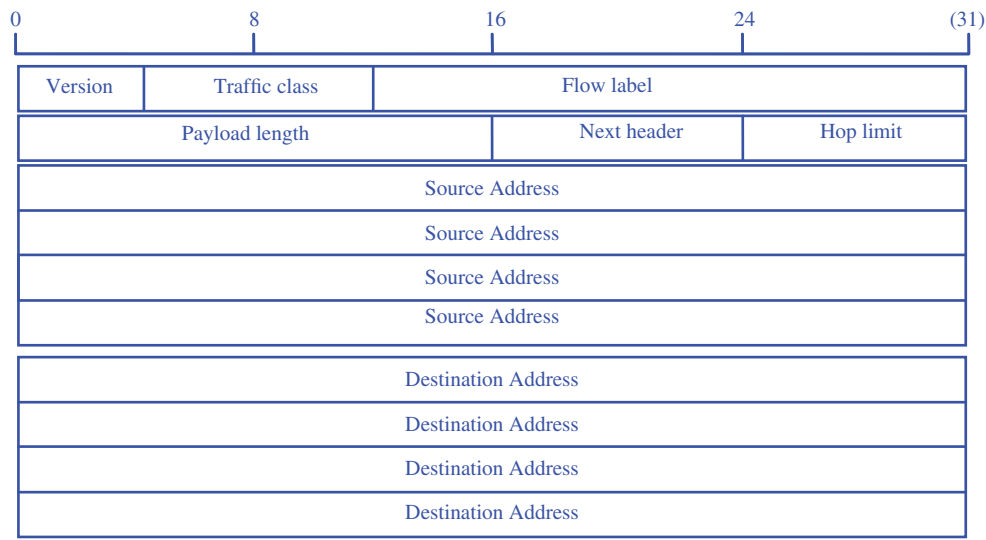 0 8 16 24 (31)
Version Traffic class Flow label
Payload length Next header Hop limit
Source Address
Source Address
Source Address
Source Address
Destination Address
Destination Address
Destination Address
Destination Address